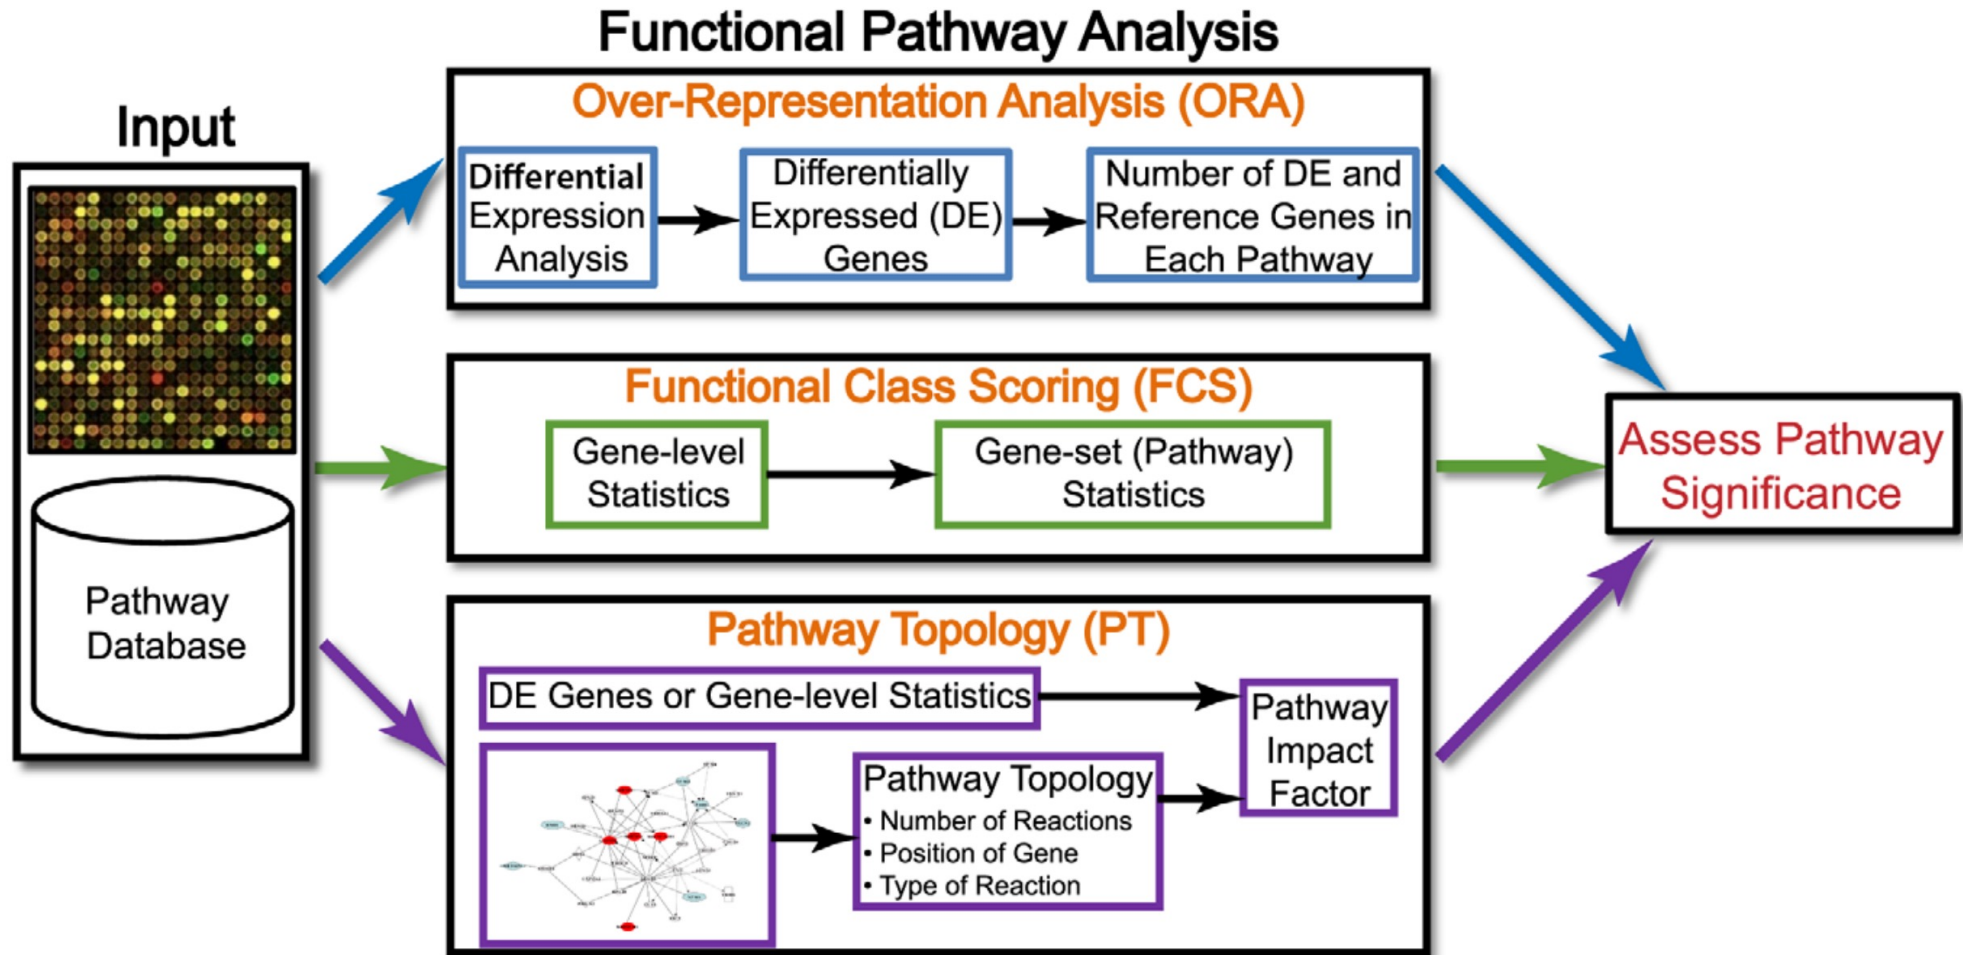 Functional Pathway Analysis
Input
Pathway
Database
Over-Representation Analysis (ORA)
Differential
Expression
Analysis
Differentially
Expressed (DE)
Genes
Number of DE and
Reference Genes in
Each Pathway
Functional Class Scoring (FCS)
Gene-level
Statistics
Gene-set (Pathway)
Statistics
Pathway Topology (PT)
DE Genes or Gene-level Statistics
Pathway Topology
• Number of Reactions
• Position of Gene
• Type of Reaction
Pathway
Impact
Factor
Assess Pathway
Significance